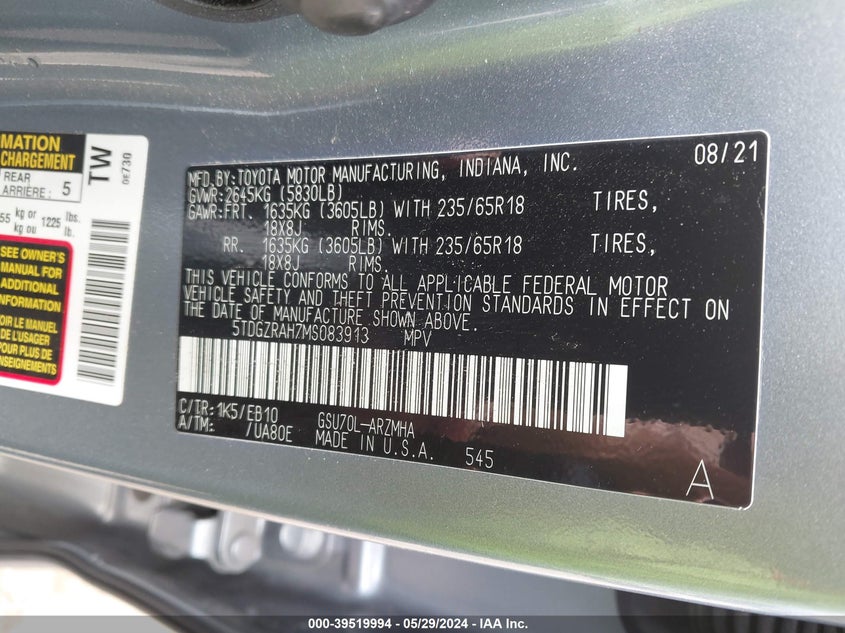 MATION
CHARGEMENT
REAR
ARRIÈRE : 5
TW
0E730
55 kg or 1225 lbs.
kg ou lb.
SEE OWNER'S
MANUAL FOR
ADDITIONAL
INFORMATION
OIR LE MANUEL
DE L'USAGER
POUR PLUS DE
ENSEIGNEMENTS
MFD.BY:TOYOTA MOTOR MANUFACTURING, INDIANA, INC. 08/21
GVWR:2645KG (5830LB)
GAWR:FRT. 1635KG (3605LB) WITH 235/65R18 TIRES,
18X8J RIMS.
RR. 1635KG (3605LB) WITH 235/65R18 TIRES,
18X8J RIMS.
THIS VEHICLE CONFORMS TO ALL APPLICABLE FEDERAL MOTOR
VEHICLE SAFETY AND THEFT PREVENTION STANDARDS IN EFFECT ON
THE DATE OF MANUFACTURE SHOWN ABOVE.
5TDGZRAH7MS083913 MPV
C/TR:1K5/EB10 GSU70L-ARZMHA
A/TM: /UA80E MADE IN U.S.A. 545
A
000-39519994 - 05/29/2024 - IAA Inc.